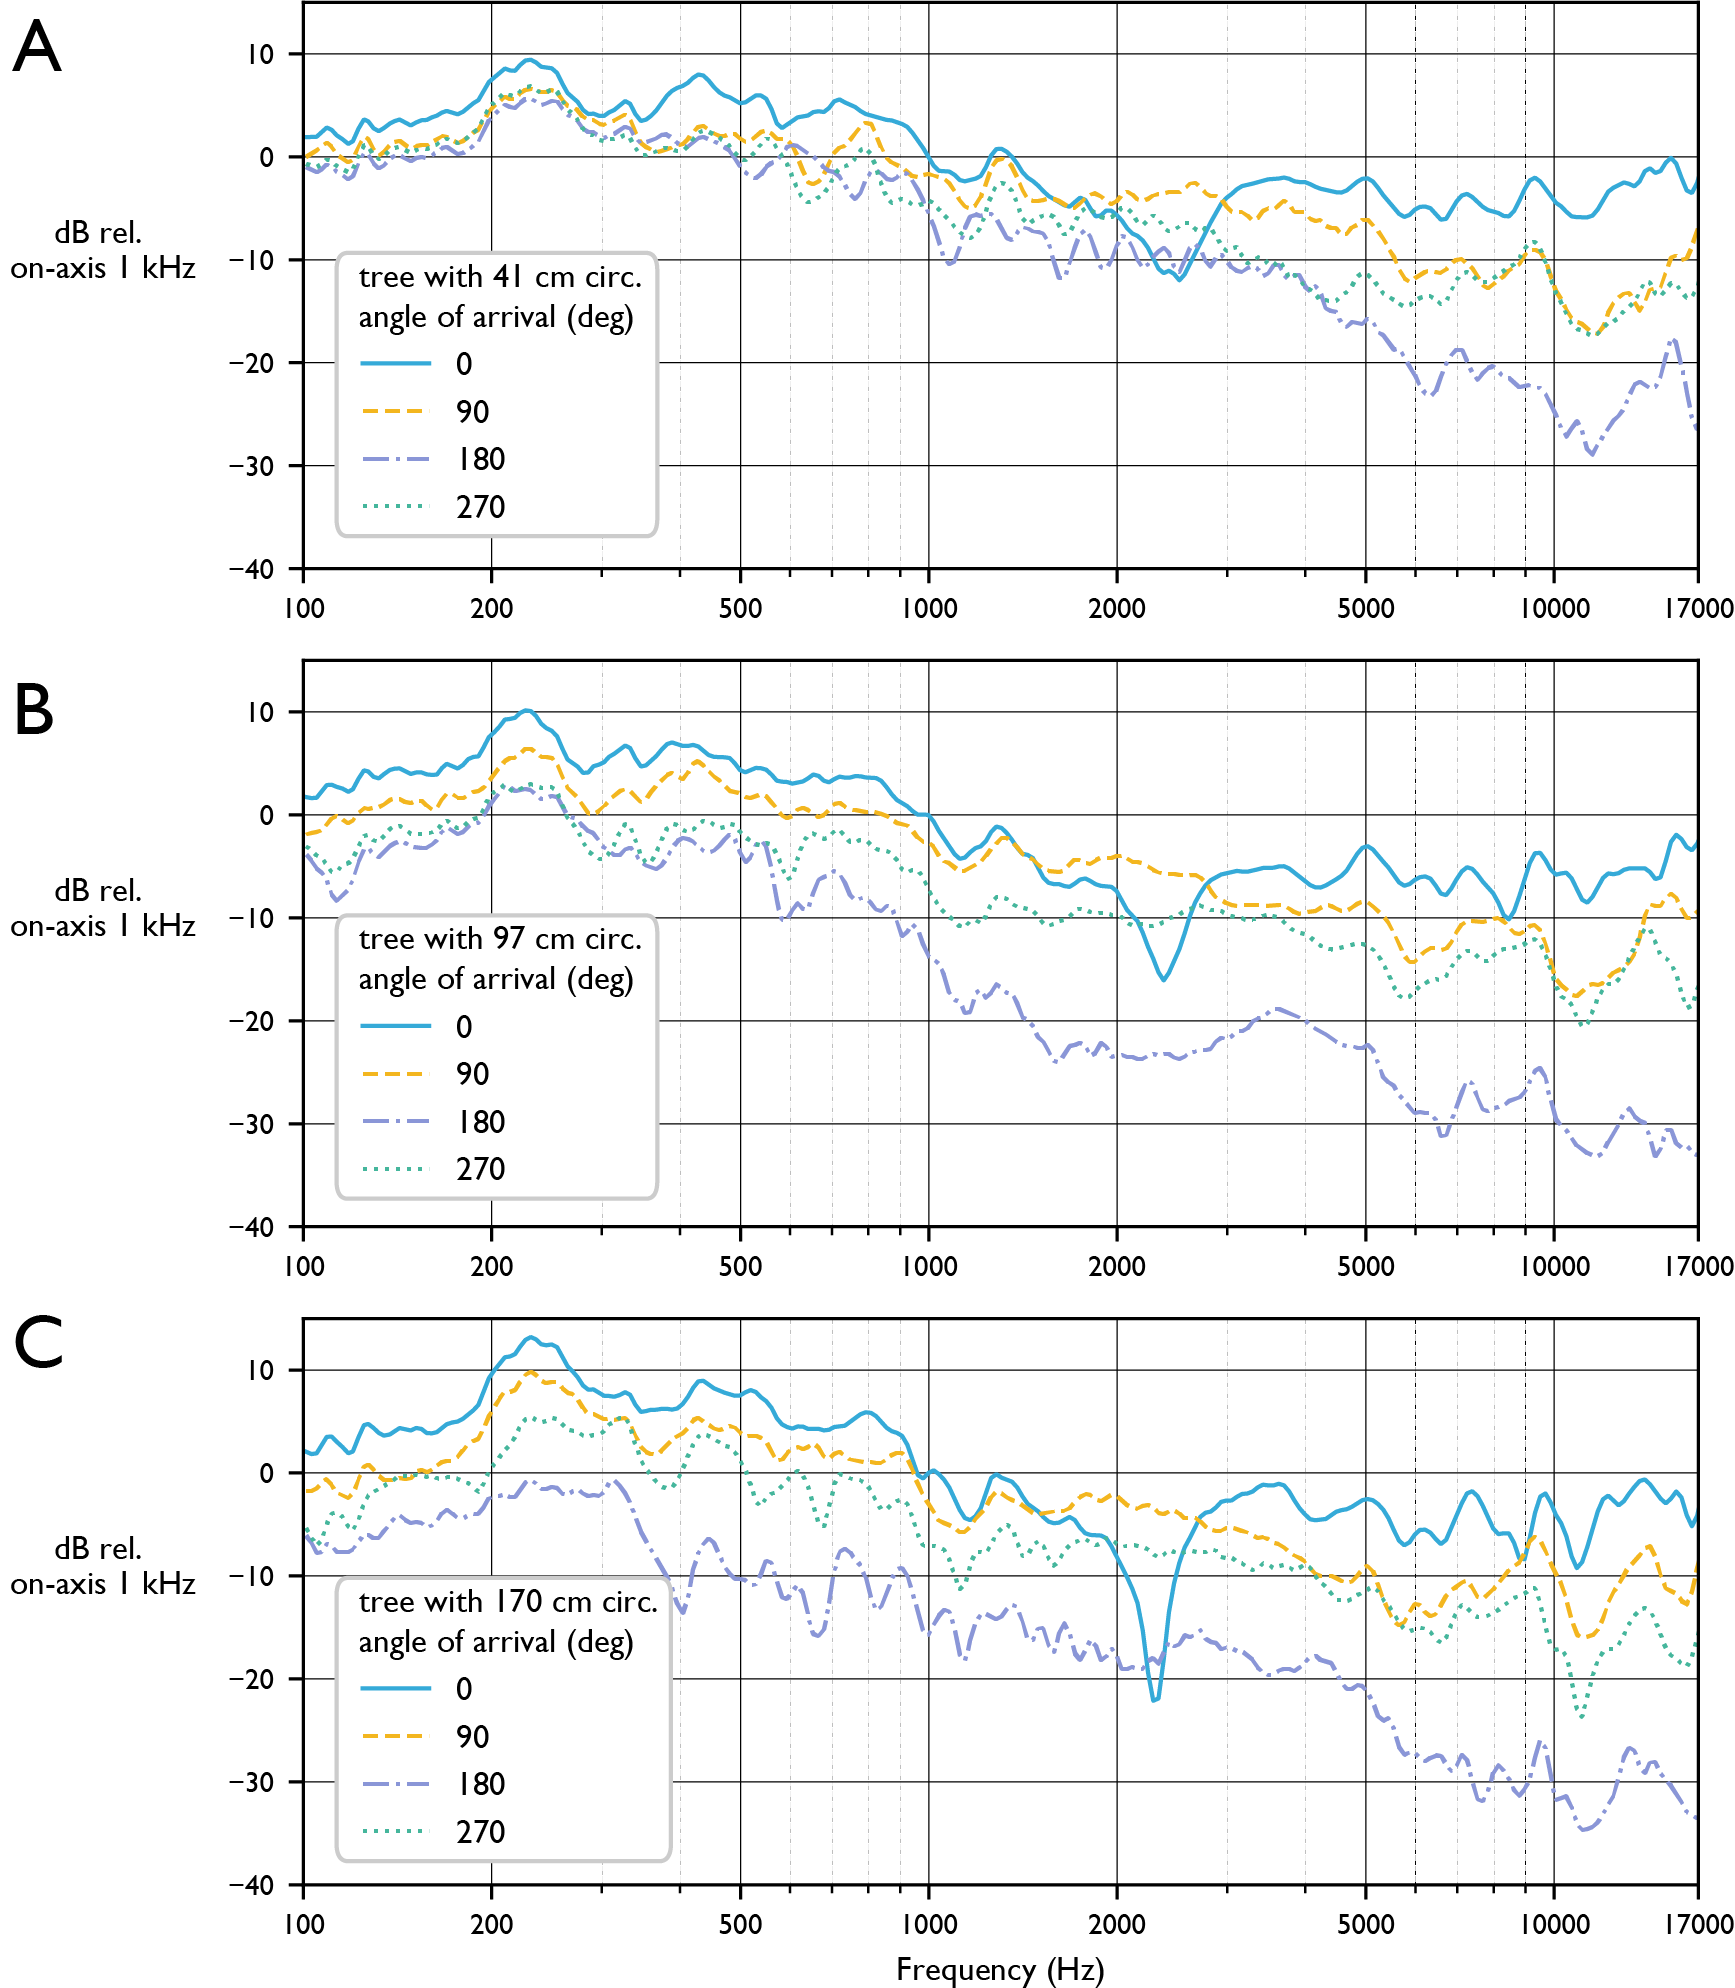 A
10
0
−10
−20
−30
−40
dB rel.
on-axis 1 kHz
tree with 41 cm circ.
angle of arrival (deg)
0
90
180
270
100 200 500 1000 2000 5000 10000 17000
B
10
0
−10
−20
−30
−40
dB rel.
on-axis 1 kHz
tree with 97 cm circ.
angle of arrival (deg)
0
90
180
270
100 200 500 1000 2000 5000 10000 17000
C
10
0
−10
−20
−30
−40
dB rel.
on-axis 1 kHz
tree with 170 cm circ.
angle of arrival (deg)
0
90
180
270
100 200 500 1000 2000 5000 10000 17000
Frequency (Hz)